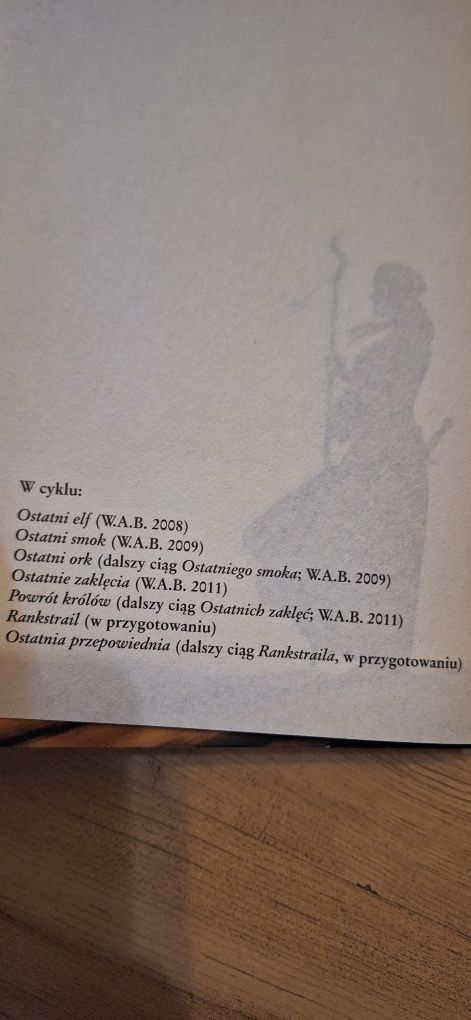 W cyklu:
Ostatni elf (W.A.B. 2008)
Ostatni smok (W.A.B. 2009)
Ostatni ork (dalszy ciąg Ostatniego smoka; W.A.B. 2009)
Ostatnie zaklęcia (W.A.B. 2011)
Powrót królów (dalszy ciąg Ostatnich zaklęć; W.A.B. 2011)
Rankstrail (w przygotowaniu)
Ostatnia przepowiednia (dalszy ciąg Rankstraila, w przygotowaniu)